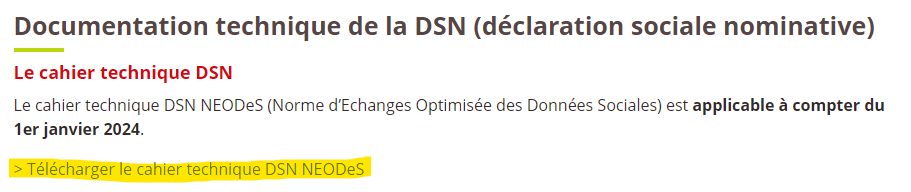 Documentation technique de la DSN (déclaration sociale nominative)
Le cahier technique DSN
Le cahier technique DSN NEODeS (Norme d’Echanges Optimisée des Données Sociales) est applicable à compter du
1er janvier 2024.
> Télécharger le cahier technique DSN NEODeS